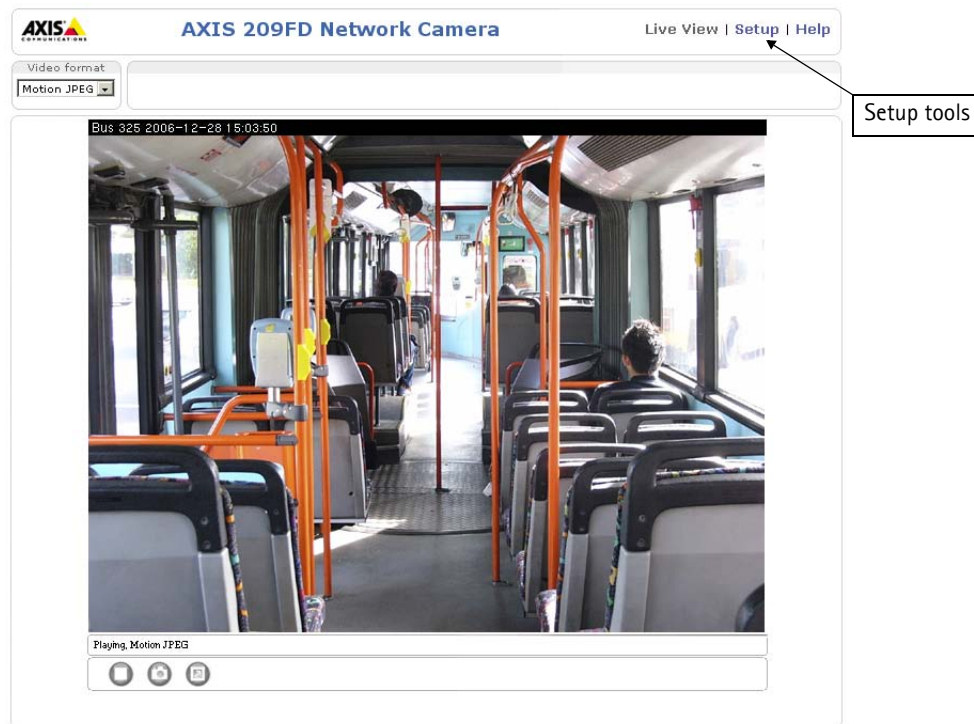 AXIS
COMMUNICATIONS
AXIS 209FD Network Camera
Live View | Setup | Help
Video format
Motion JPEG
Setup tools
Bus 325 2006-12-28 15:03:50
Playing, Motion JPEG